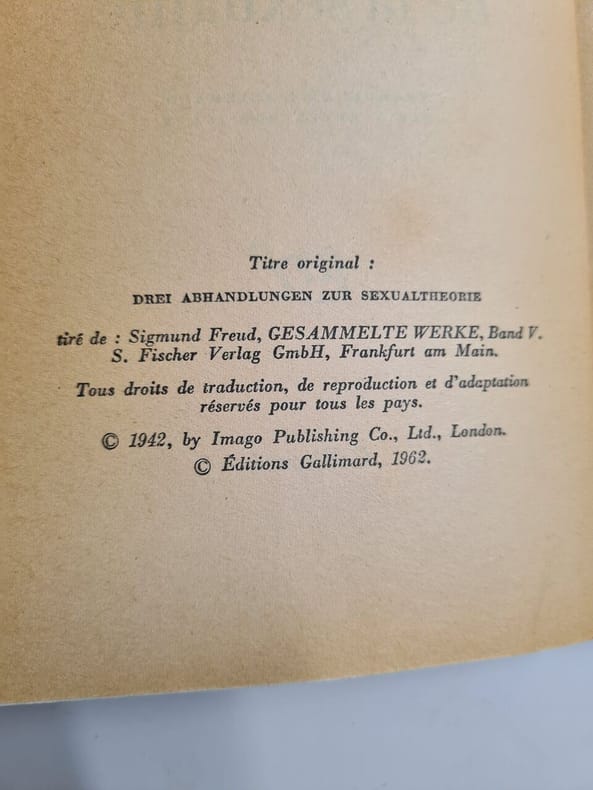 Titre original :
DREI ABHANDLUNGEN ZUR SEXUALTHEORIE
tiré de : Sigmund Freud, GESAMMELTE WERKE, Band V.
S. Fischer Verlag GmbH, Frankfurt am Main.
Tous droits de traduction, de reproduction et d'adaptation
réservés pour tous les pays.
© 1942, by Imago Publishing Co., Ltd., London.
© Éditions Gallimard, 1962.